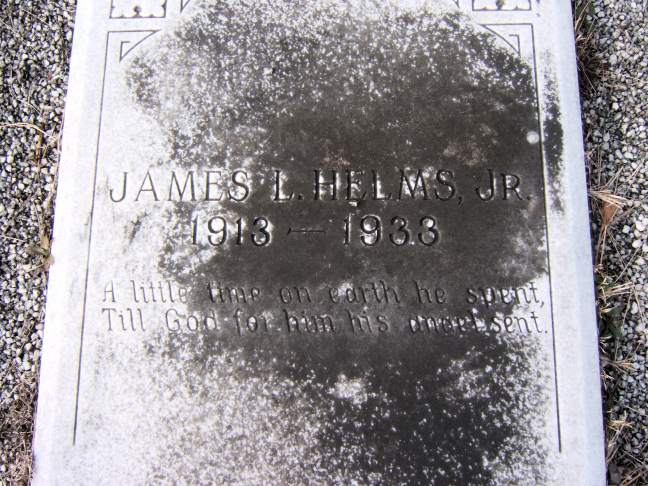 JAMES L. HELMS, JR.
1913 — 1933
A little time on earth he spent,
Till God for him his angel sent.